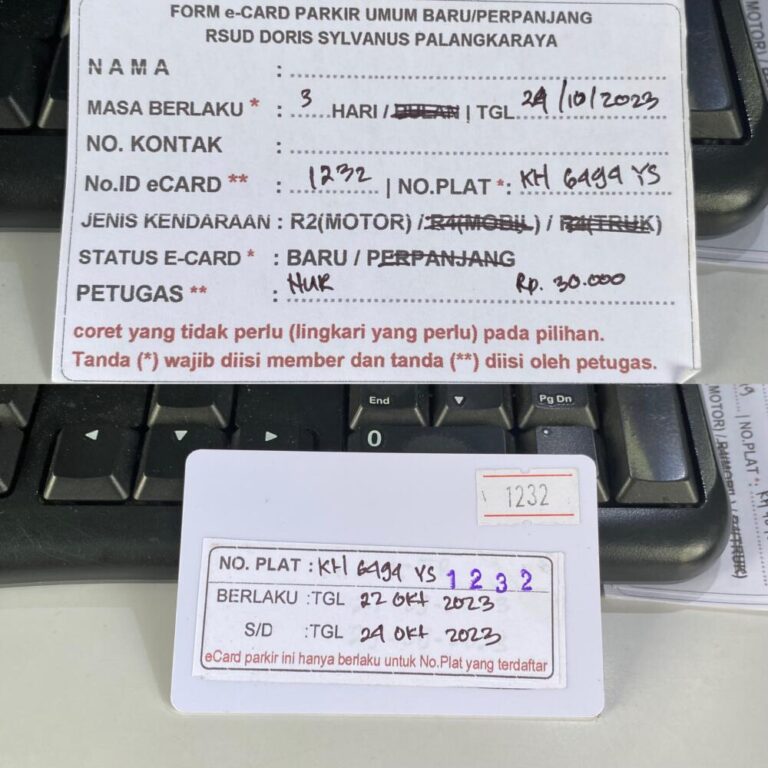 FORM e-CARD PARKIR UMUM BARU/PERPANJANG
RSUD DORIS SYLVANUS PALANGKARAYA
NAMA :
MASA BERLAKU * : 3 HARI / BULAN | TGL 24/10/2023
NO. KONTAK :
No.ID eCARD ** : 1232 | NO.PLAT *: KH 6494 YS
JENIS KENDARAAN : R2(MOTOR) / R4(MOBIL) / R4(TRUK)
STATUS E-CARD * : BARU / PERPANJANG
PETUGAS ** : NUR Rp. 30.000
coret yang tidak perlu (lingkari yang perlu) pada pilihan.
Tanda (*) wajib diisi member dan tanda (**) diisi oleh petugas.
End
Pg Dn
0
NO.PLAT *:
1232
NO. PLAT : KH 6494 YS 1232
BERLAKU : TGL 22 Okt 2023
S/D : TGL 24 Okt 2023
eCard parkir ini hanya berlaku untuk No.Plat yang terdaftar